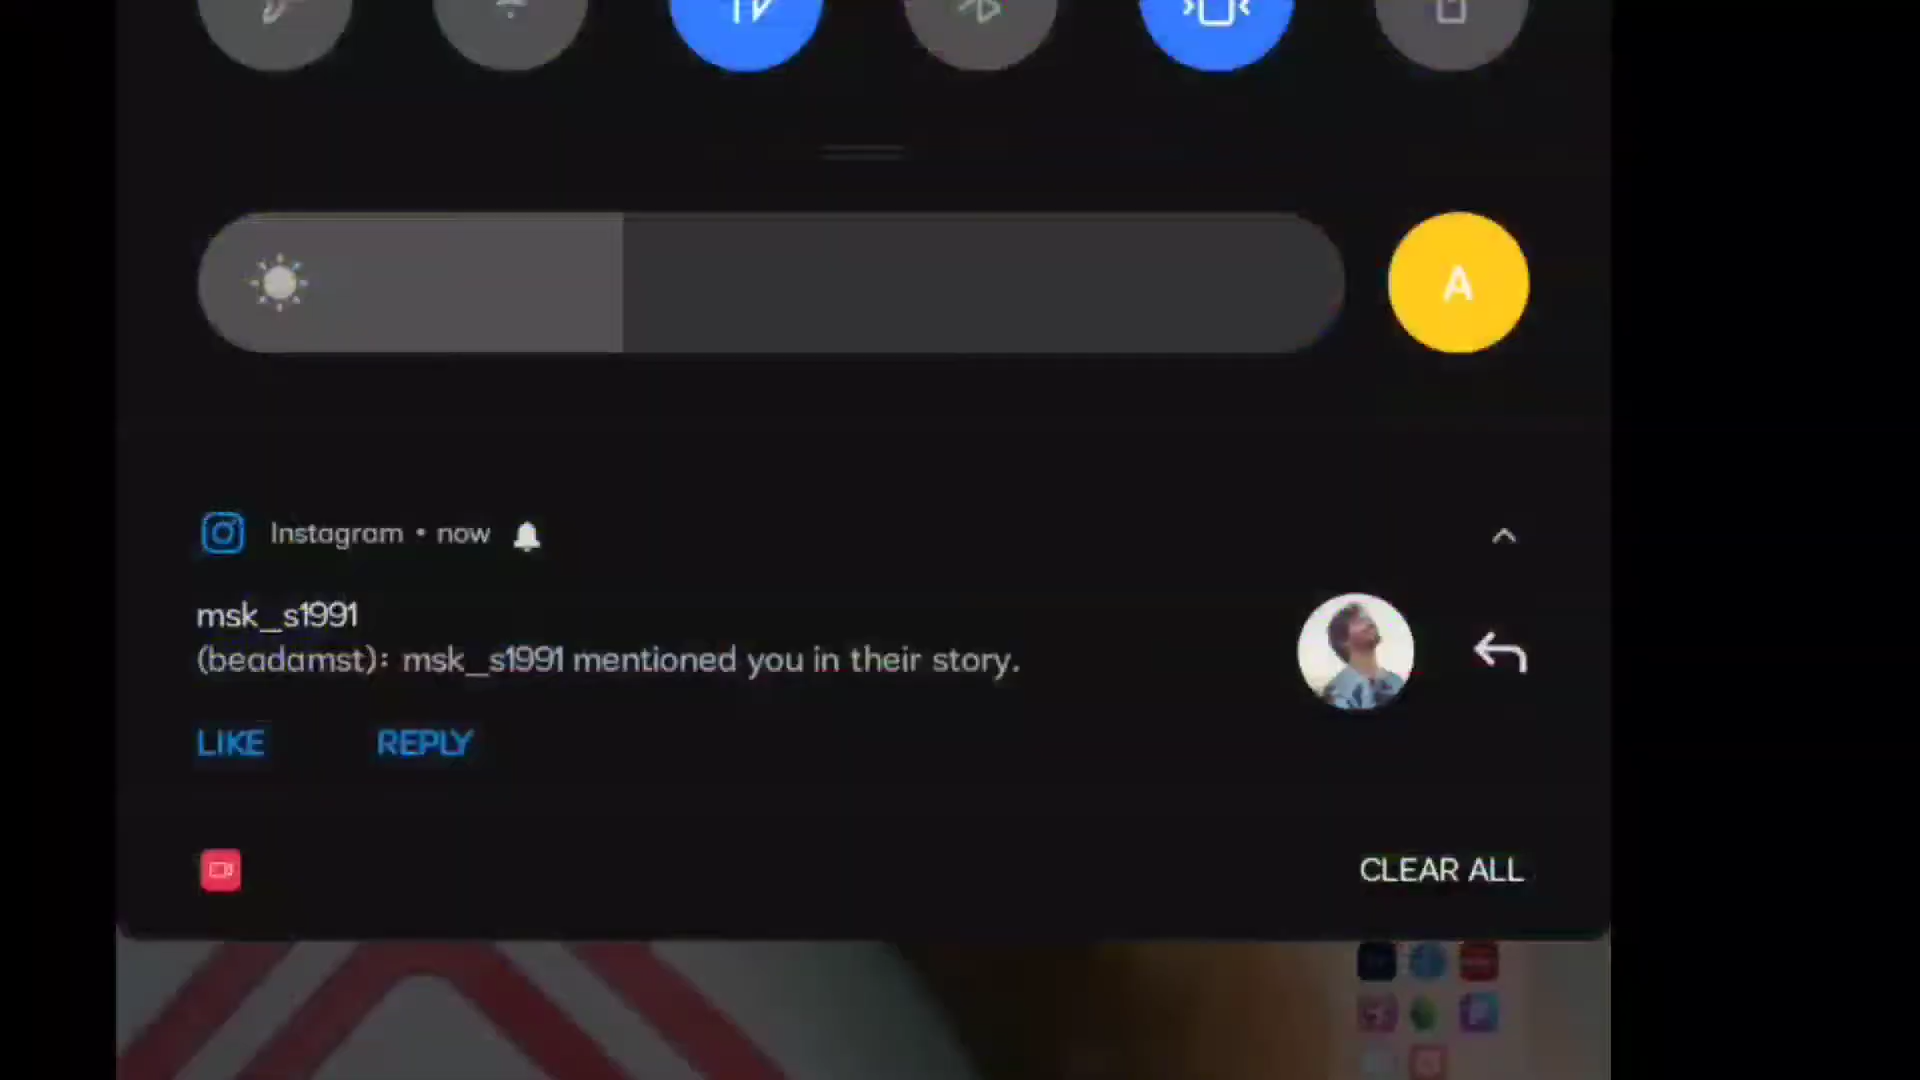 A
Instagram • now
msk_s1991
(beadamst): msk_s1991 mentioned you in their story.
LIKE REPLY
CLEAR ALL